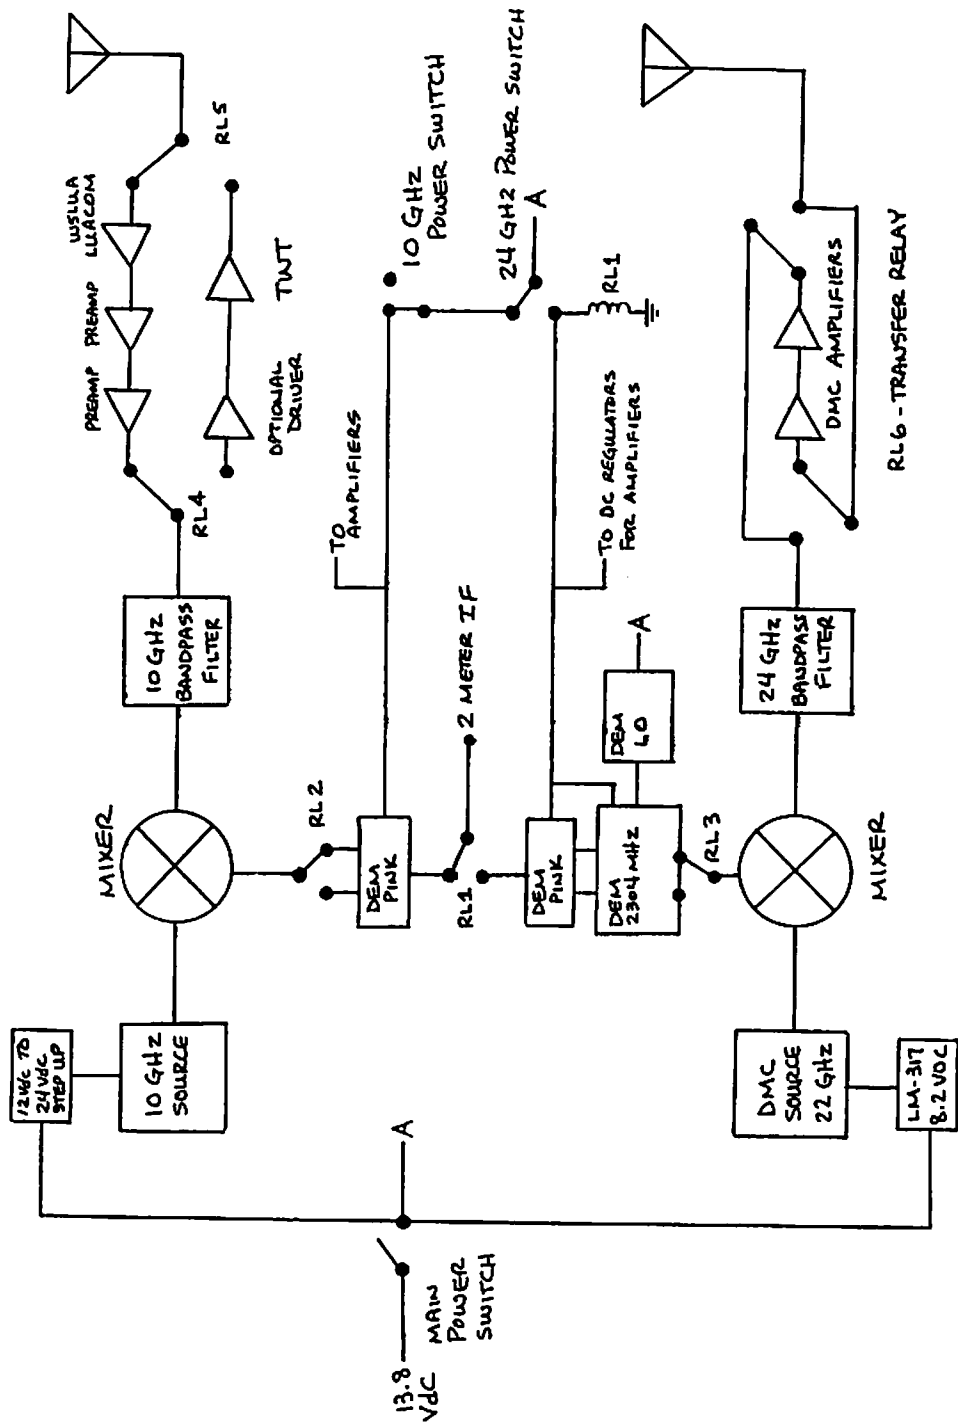 12 VDC TO
24 VDC
STEP UP
10 GHZ
SOURCE
MIXER
10 GHZ
BANDPASS
FILTER
RL4
PREAMP
PREAMP
W5LUA
LUACOM
OPTIONAL
DRIVER
TWT
RL5
RL2
DEM
PINK
TO
AMPLIFIERS
10 GHZ
POWER SWITCH
13.8
VDC
MAIN
POWER
SWITCH
A
RL1
2 METER IF
24 GHZ POWER SWITCH
A
DEM
PINK
TO DC REGULATORS
FOR AMPLIFIERS
RL1
DEM
2304 MHZ
DEM
LO
A
RL3
DMC
SOURCE
22 GHZ
LM-317
8.2 VDC
MIXER
24 GHZ
BANDPASS
FILTER
DMC AMPLIFIERS
RL6 - TRANSFER RELAY